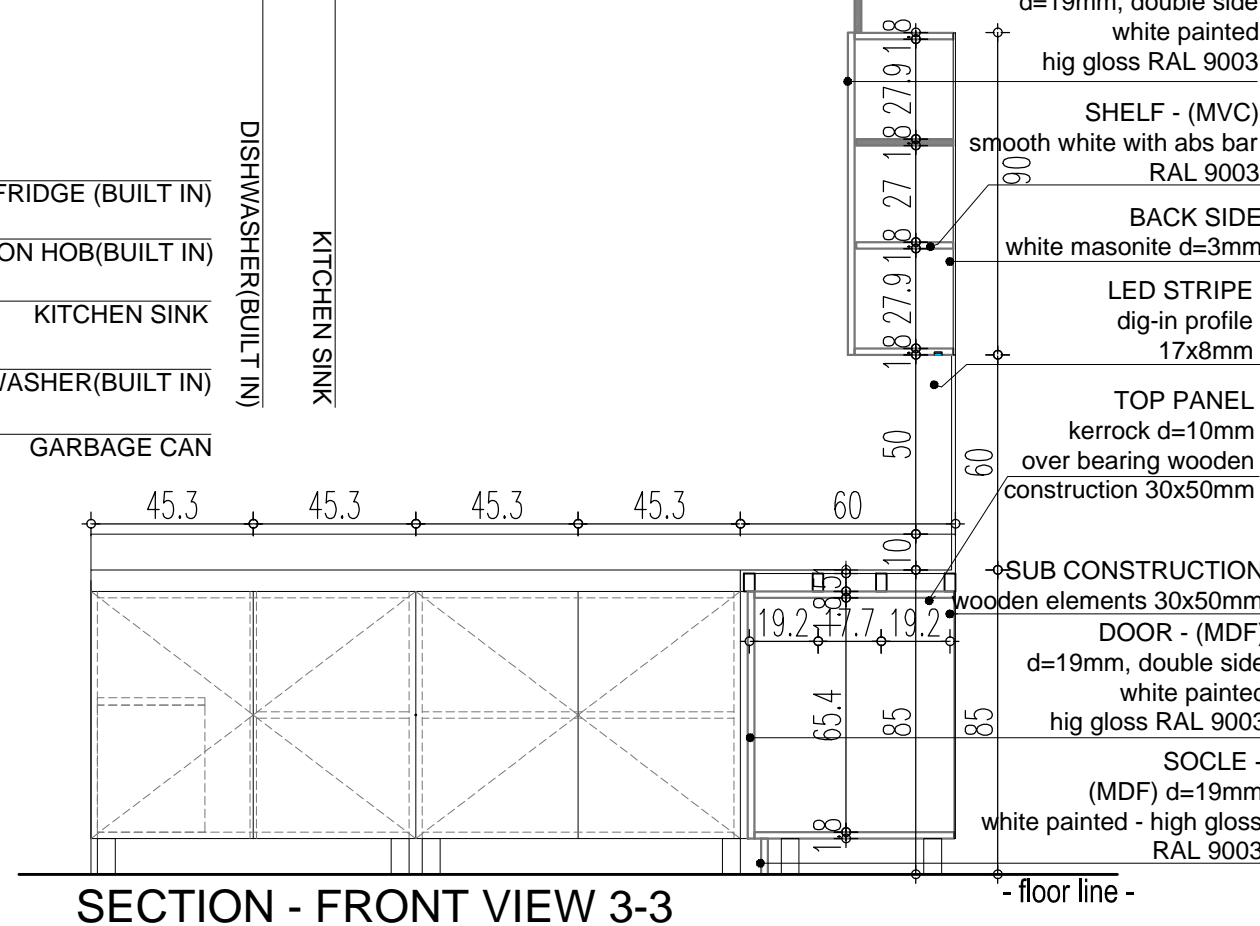 d=19mm, double side
white painted
hig gloss RAL 9003
SHELF - (MVC)
smooth white with abs bar
RAL 9003
BACK SIDE
white masonite d=3mm
LED STRIPE
dig-in profile
17x8mm
TOP PANEL
kerrock d=10mm
over bearing wooden
construction 30x50mm
SUB CONSTRUCTION
wooden elements 30x50mm
DOOR - (MDF)
d=19mm, double side
white painted
hig gloss RAL 9003
SOCLE -
(MDF) d=19mm
white painted - high gloss
RAL 9003
FRIDGE (BUILT IN)
ON HOB(BUILT IN)
KITCHEN SINK
WASHER(BUILT IN)
GARBAGE CAN
DISHWASHER(BUILT IN)
KITCHEN SINK
1.8
27.9
1.8
27
1.8
27.9
1.8
90
50
60
10
45.3
45.3
45.3
45.3
60
1.8
19.2
17.7
19.2
65.4
85
85
1.8
- floor line -
SECTION - FRONT VIEW 3-3